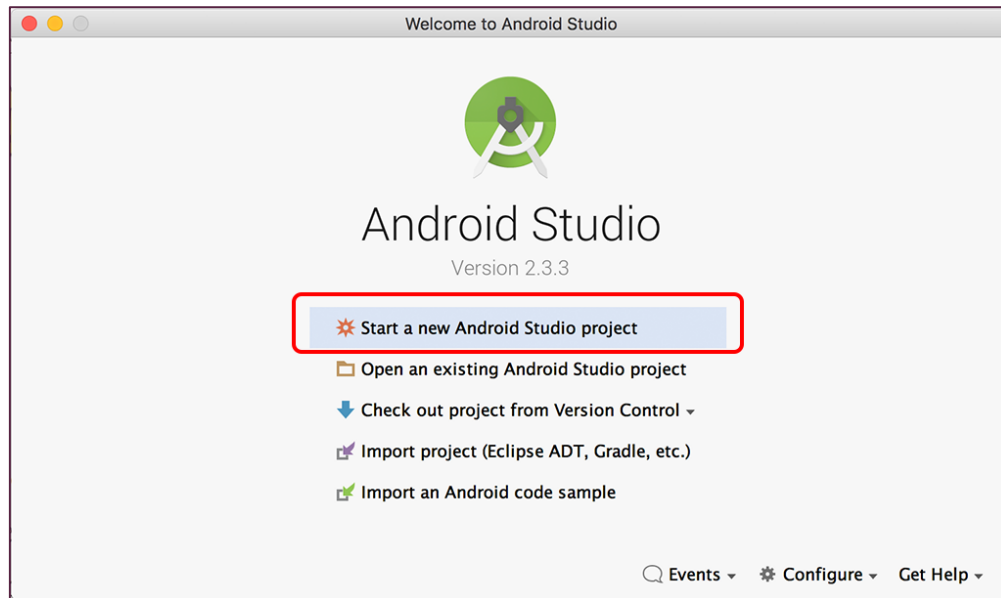 Welcome to Android Studio
Android Studio
Version 2.3.3
Start a new Android Studio project
Open an existing Android Studio project
Check out project from Version Control
Import project (Eclipse ADT, Gradle, etc.)
Import an Android code sample
Events Configure Get Help